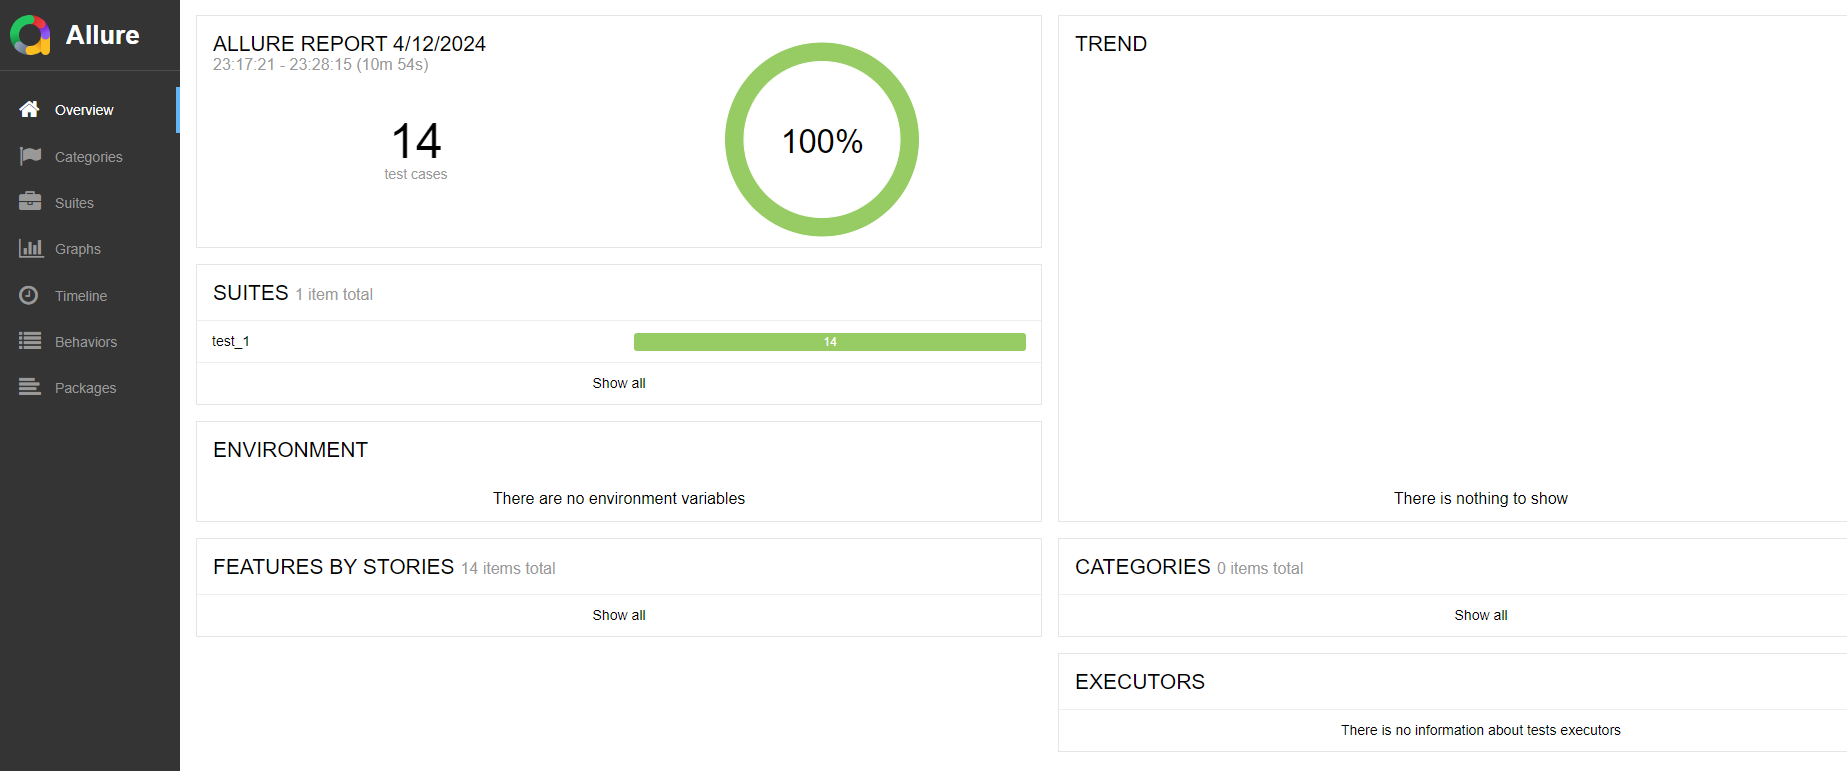 Allure
Overview
Categories
Suites
Graphs
Timeline
Behaviors
Packages
ALLURE REPORT 4/12/2024
23:17:21 - 23:28:15 (10m 54s)
14
test cases
100%
SUITES 1 item total
test_1
14
Show all
ENVIRONMENT
There are no environment variables
FEATURES BY STORIES 14 items total
Show all
TREND
There is nothing to show
CATEGORIES 0 items total
Show all
EXECUTORS
There is no information about tests executors